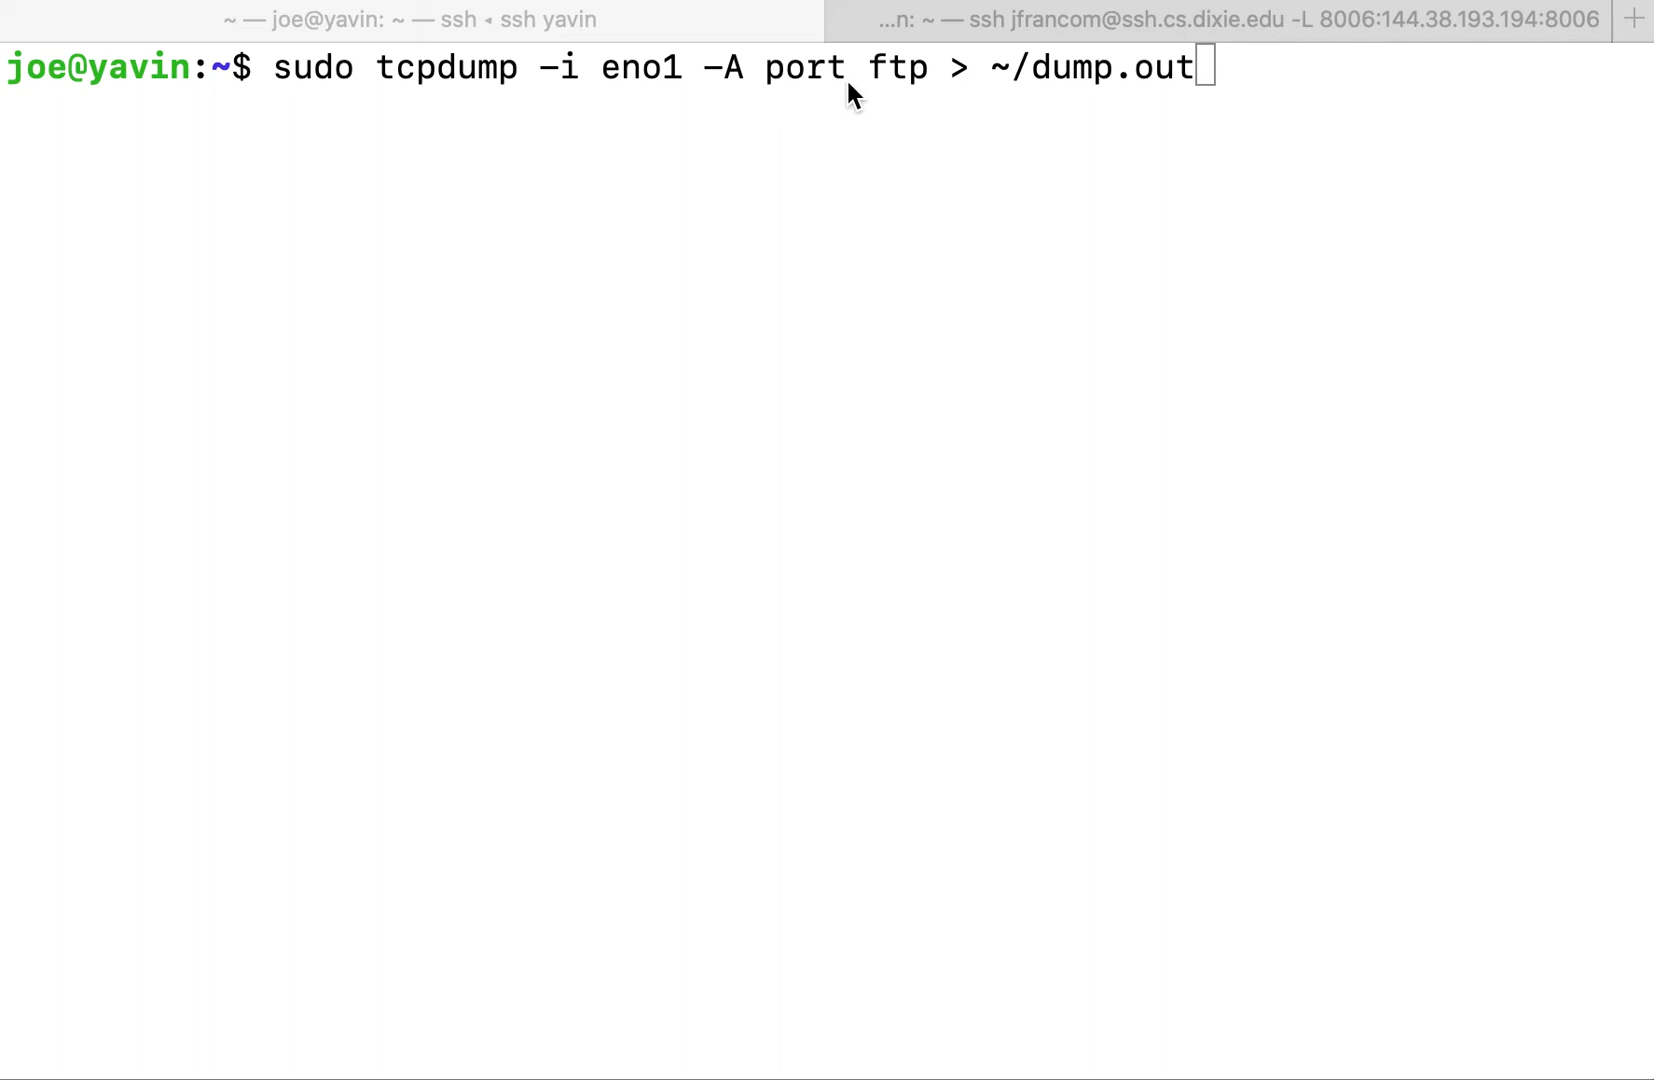 ~ — joe@yavin: ~ — ssh ◂ ssh yavin
...n: ~ — ssh jfrancom@ssh.cs.dixie.edu -L 8006:144.38.193.194:8006
joe@yavin:~$ sudo tcpdump -i eno1 -A port ftp > ~/dump.out